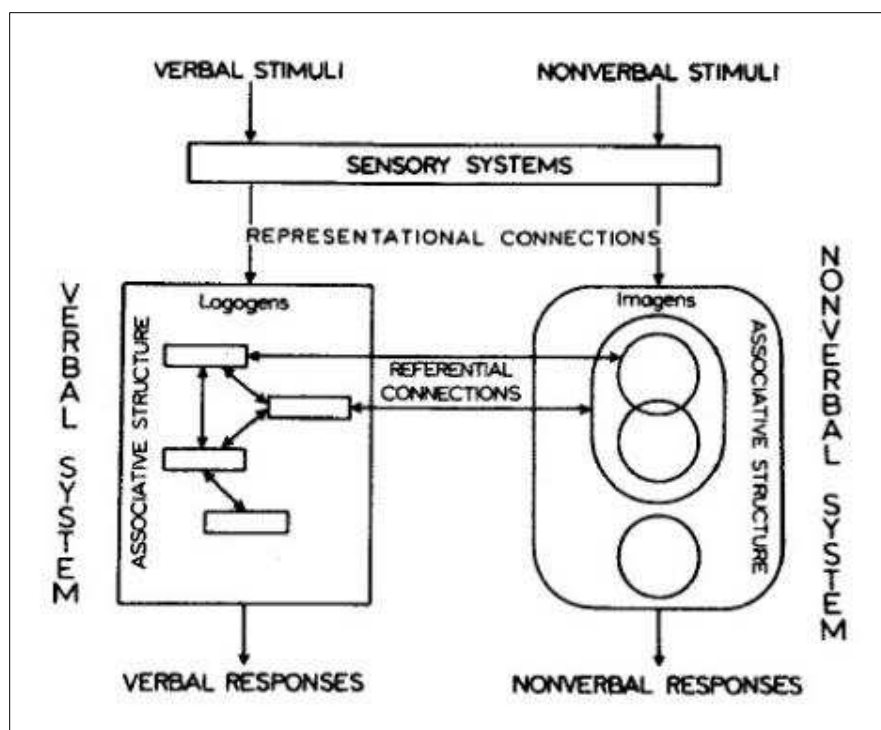 VERBAL STIMULI
NONVERBAL STIMULI
SENSORY SYSTEMS
REPRESENTATIONAL CONNECTIONS
VERBAL SYSTEM
ASSOCIATIVE STRUCTURE
Logogens
REFERENTIAL
CONNECTIONS
Imagens
ASSOCIATIVE STRUCTURE
NONVERBAL SYSTEM
VERBAL RESPONSES
NONVERBAL RESPONSES